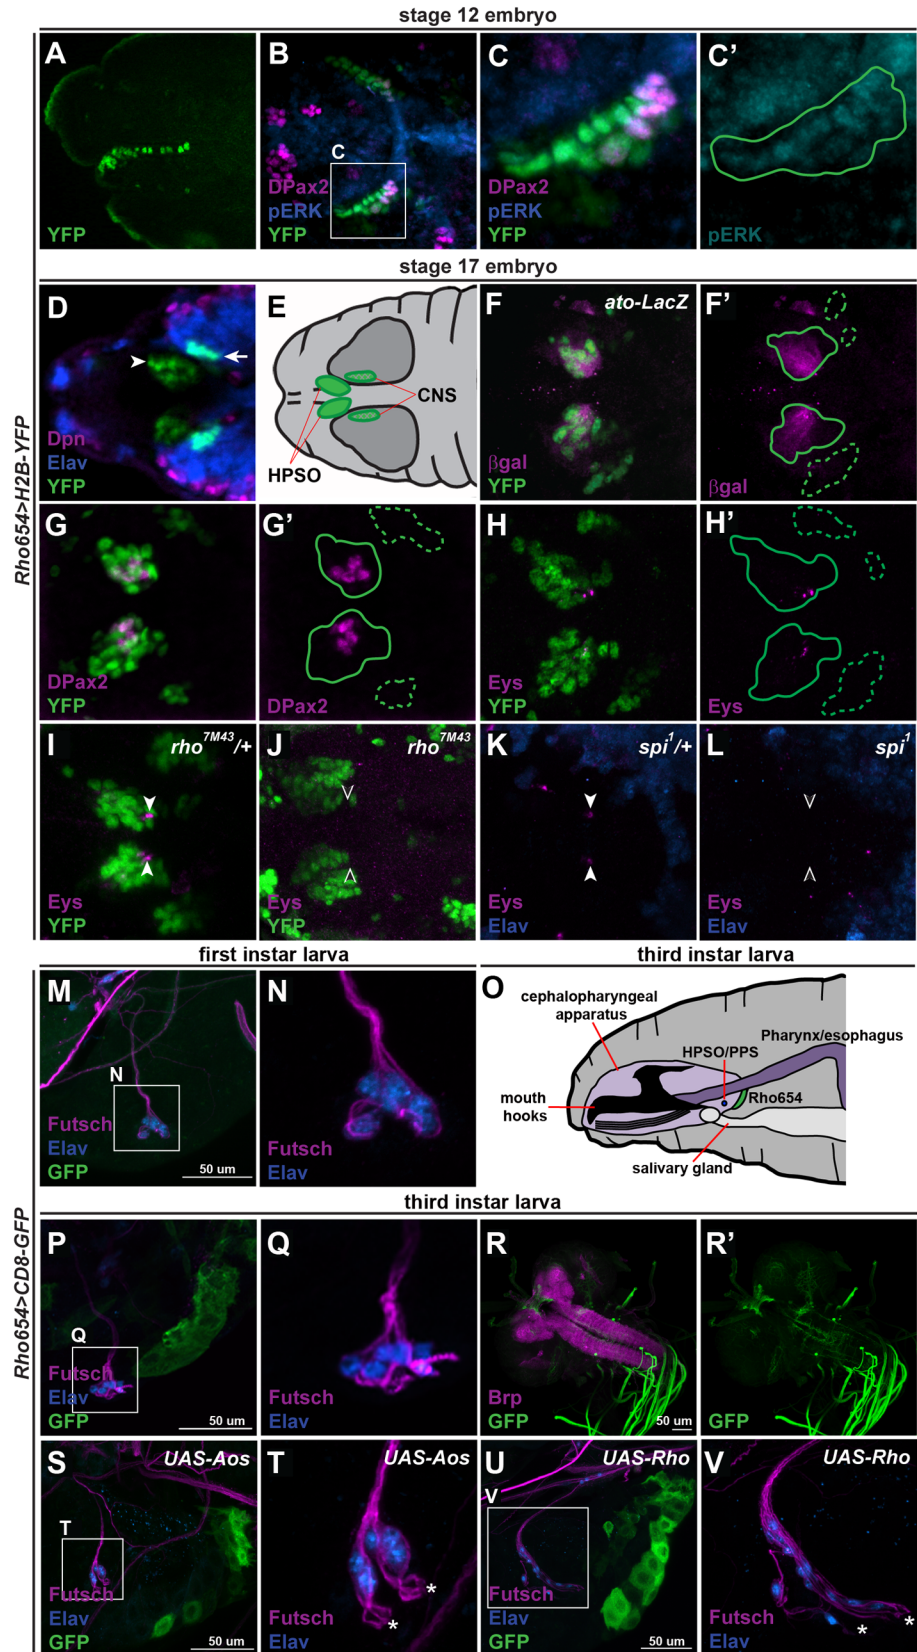 stage 12 embryo
A
YFP
B
C
DPax2
pERK
YFP
C
DPax2
pERK
YFP
C’
pERK
stage 17 embryo
Rho654>H2B-YFP
D
Dpn
Elav
YFP
E
CNS
HPSO
F
ato-LacZ
βgal
YFP
F’
βgal
G
DPax2
YFP
G’
DPax2
H
Eys
YFP
H’
Eys
I
rho7M43/+
Eys
YFP
J
rho7M43
Eys
YFP
K
spi1/+
Eys
Elav
L
spi1
Eys
Elav
first instar larva
third instar larva
Rho654>CD8-GFP
M
N
Futsch
Elav
GFP
50 um
N
Futsch
Elav
O
cephalopharyngeal
apparatus
Pharynx/esophagus
HPSO/PPS
Rho654
mouth
hooks
salivary gland
third instar larva
P
Q
Futsch
Elav
GFP
50 um
Q
Futsch
Elav
R
Brp
GFP
50 um
R’
GFP
S
UAS-Aos
T
Futsch
Elav
GFP
50 um
T
UAS-Aos
*
*
Futsch
Elav
U
UAS-Rho
V
Futsch
Elav
GFP
50 um
V
UAS-Rho
*
*
Futsch
Elav